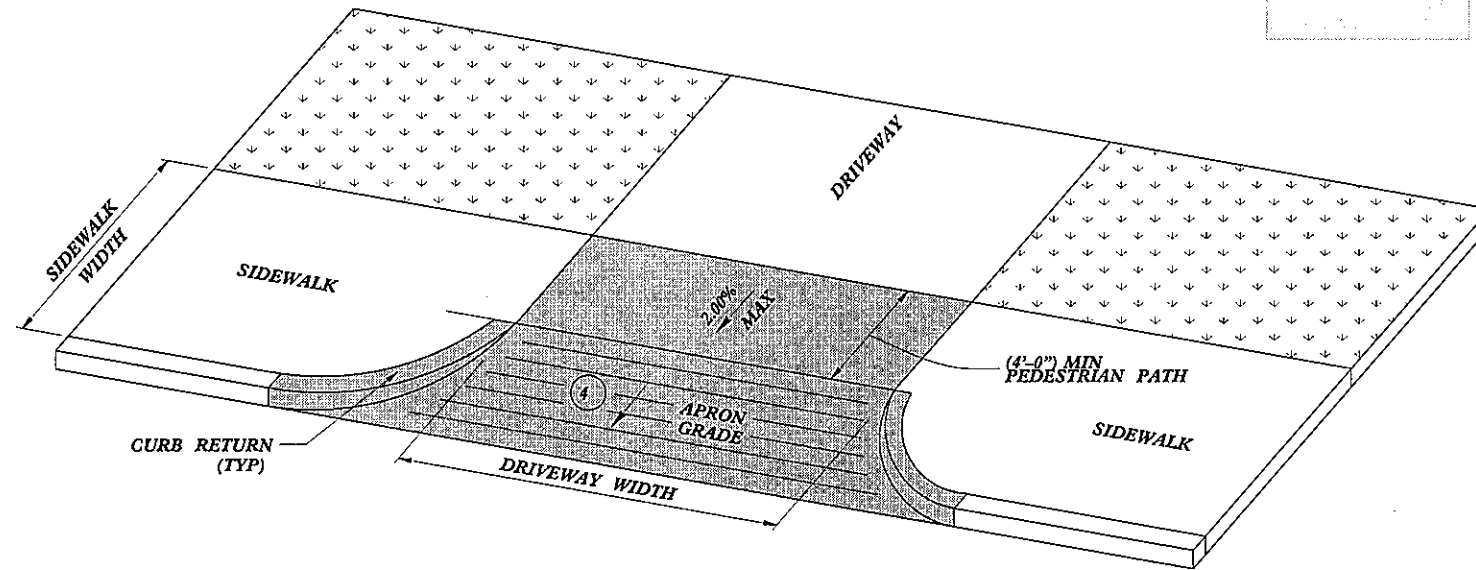 DRIVEWAY
SIDEWALK
WIDTH
SIDEWALK
2.00%
MAX
(4'-0") MIN
PEDESTRIAN PATH
4
APRON
GRADE
SIDEWALK
CURB RETURN
(TYP)
DRIVEWAY WIDTH